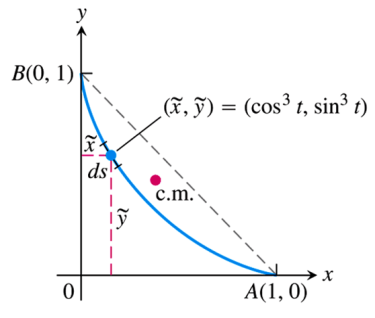 y
B(0, 1)
(x̃, ỹ) = (cos³ t, sin³ t)
x̃
ds
c.m.
ỹ
x
0
A(1, 0)